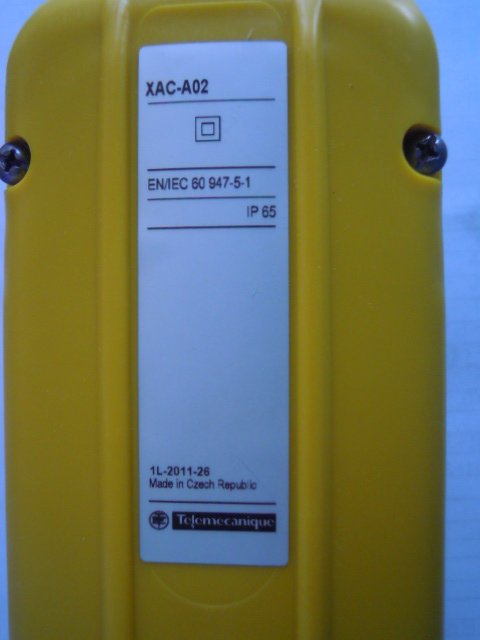 XAC-A02
EN/IEC 60 947-5-1
IP 65
1L-2011-26
Made in Czech Republic
Telemecanique